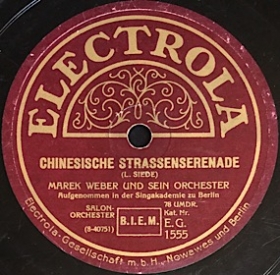 ELECTROLA
CHINESISCHE STRASSENSERENADE
(L. SIEDE)
MAREK WEBER UND SEIN ORCHESTER
Aufgenommen in der Singakademie zu Berlin
78 UMDR.
SALON-
ORCHESTER
(B-40751)
B.I.E.M.
Kat. Nr.
E.G.
1555
Electrola-Gesellschaft m.b.H., Nowawes und Berlin